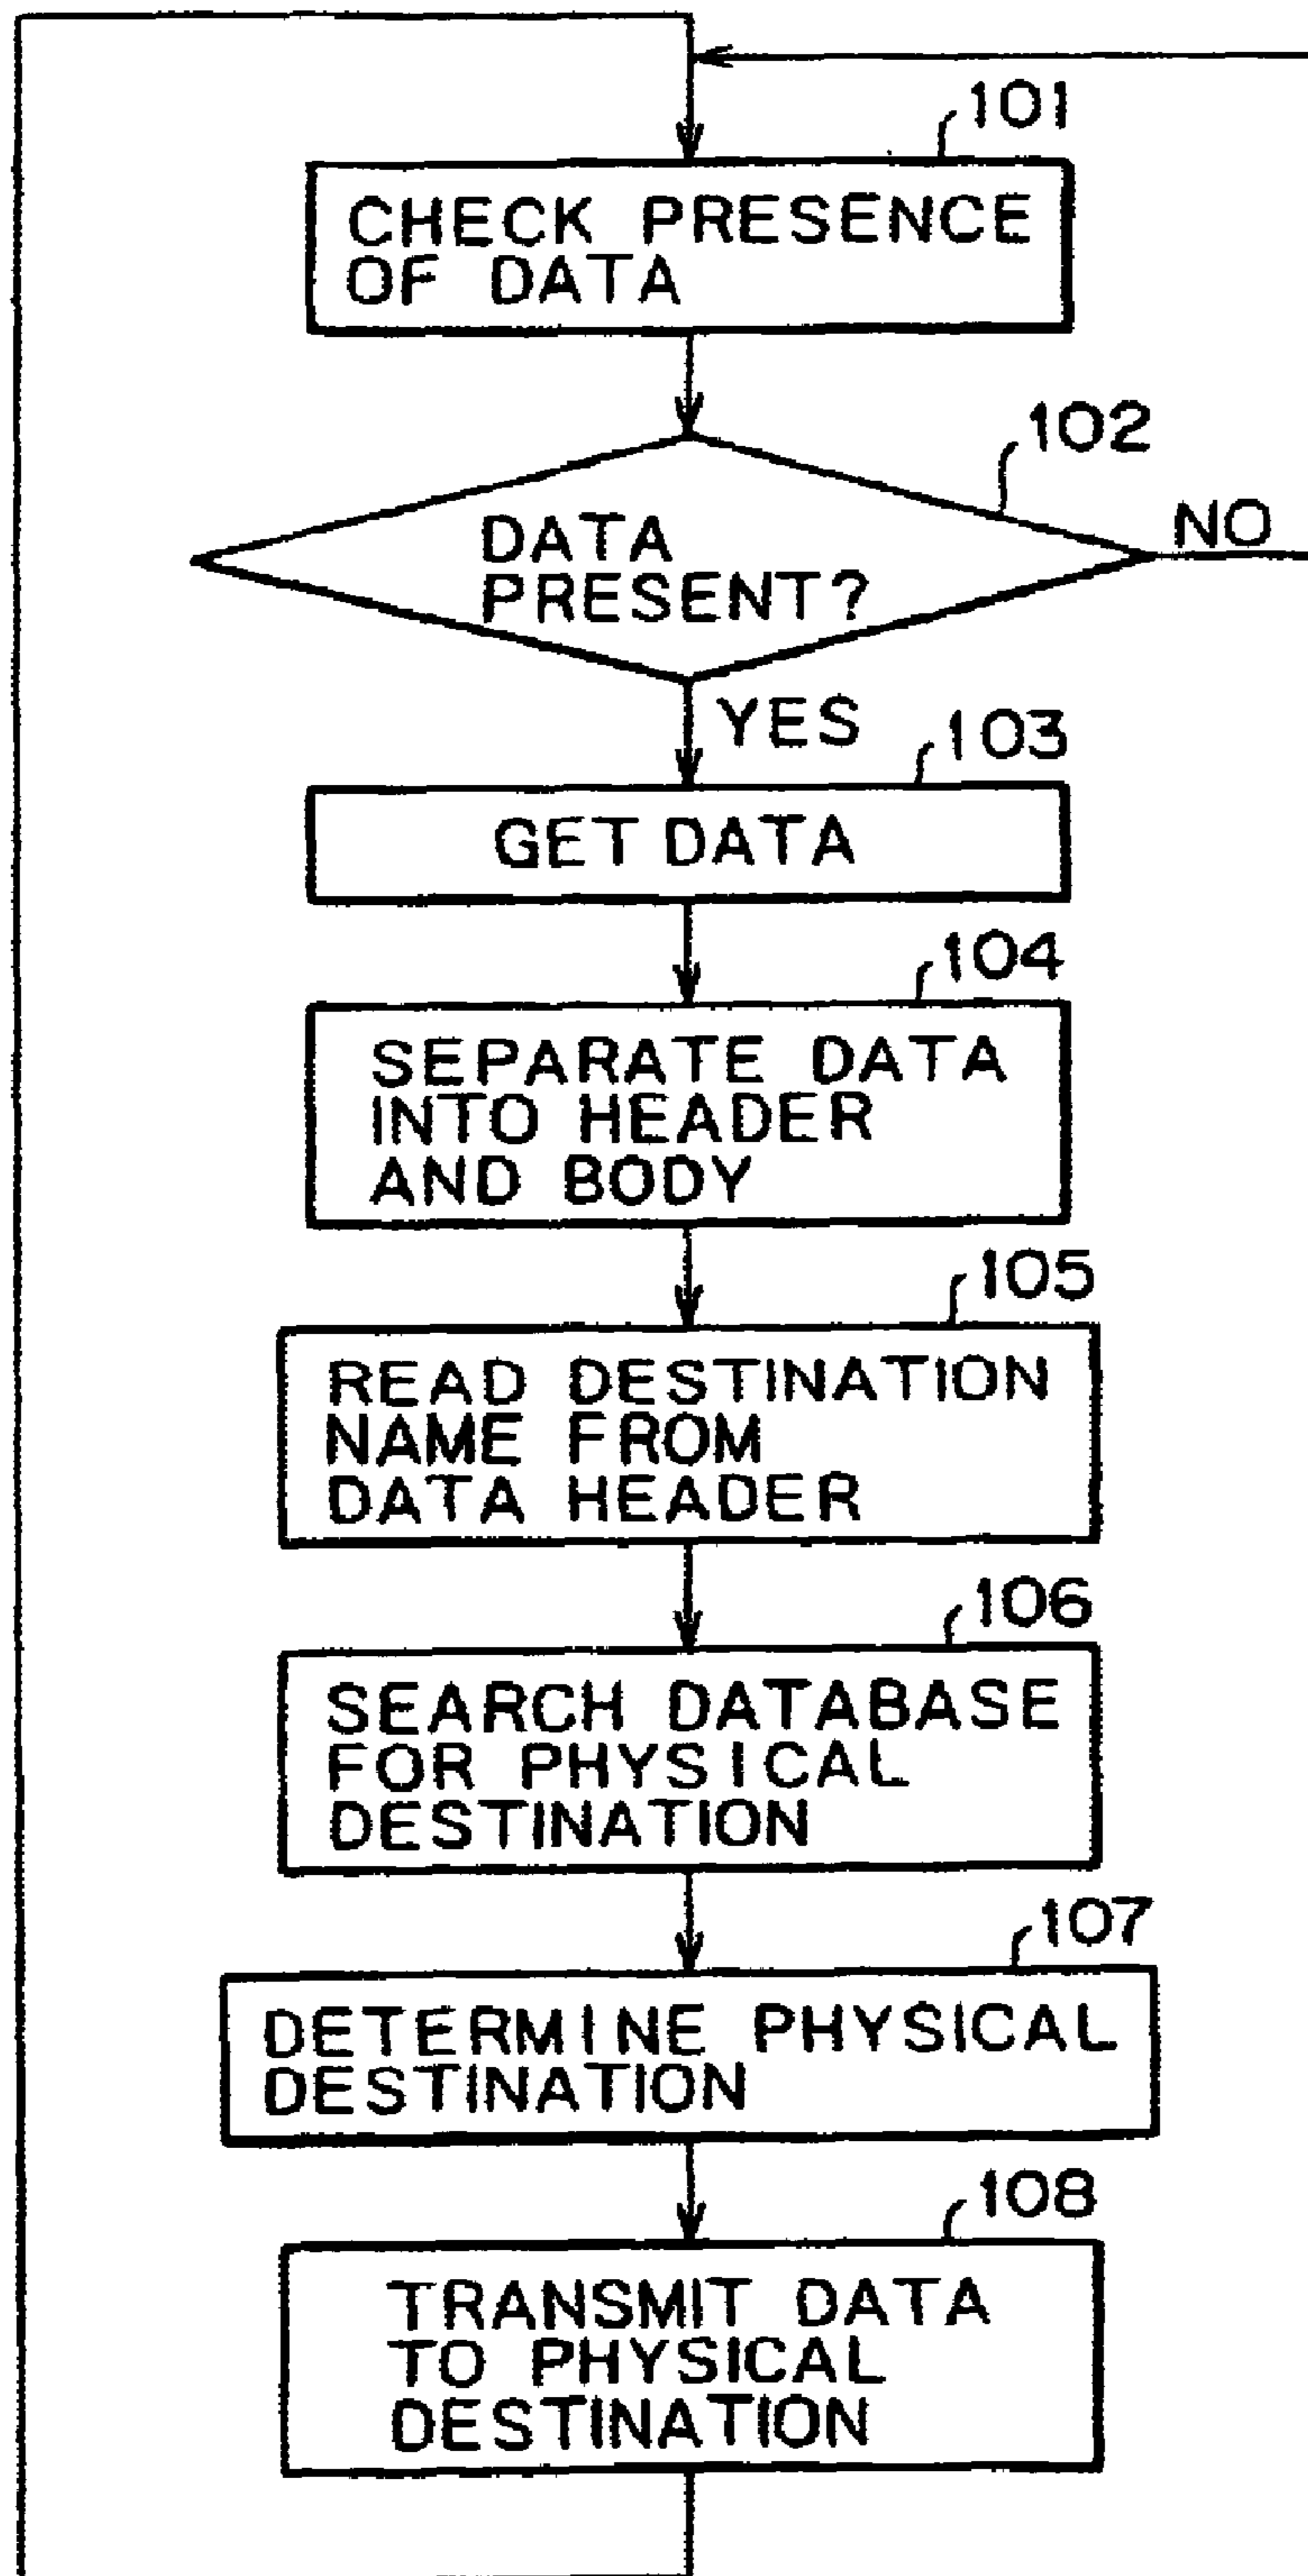 101
CHECK PRESENCE
OF DATA
102
DATA
PRESENT?
NO
YES
103
GET DATA
104
SEPARATE DATA
INTO HEADER
AND BODY
105
READ DESTINATION
NAME FROM
DATA HEADER
106
SEARCH DATABASE
FOR PHYSICAL
DESTINATION
107
DETERMINE PHYSICAL
DESTINATION
108
TRANSMIT DATA
TO PHYSICAL
DESTINATION